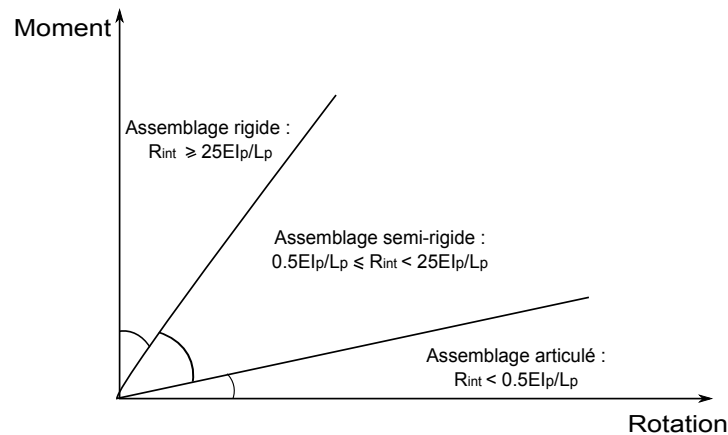 Moment
Assemblage rigide :
Rint ⩾ 25EIp/Lp
Assemblage semi-rigide :
0.5EIp/Lp ⩽ Rint < 25EIp/Lp
Assemblage articulé :
Rint < 0.5EIp/Lp
Rotation